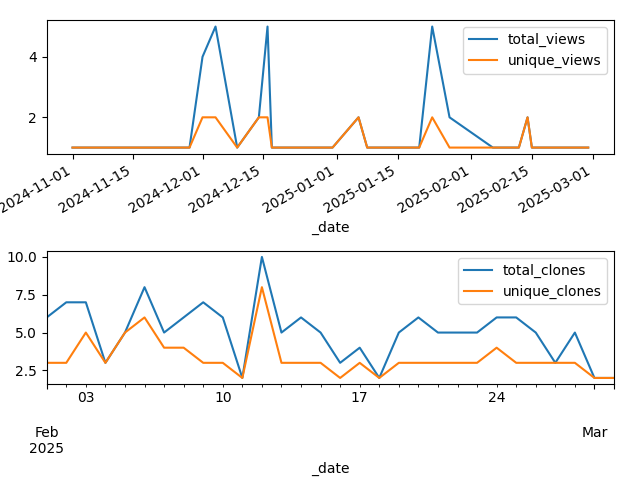 4
2
total_views
unique_views
2024-11-01
2024-11-15
2024-12-01
2024-12-15
2025-01-01
2025-01-15
2025-02-01
2025-02-15
2025-03-01
_date
10.0
7.5
5.0
2.5
total_clones
unique_clones
03 10 17 24
Feb Mar
2025
_date